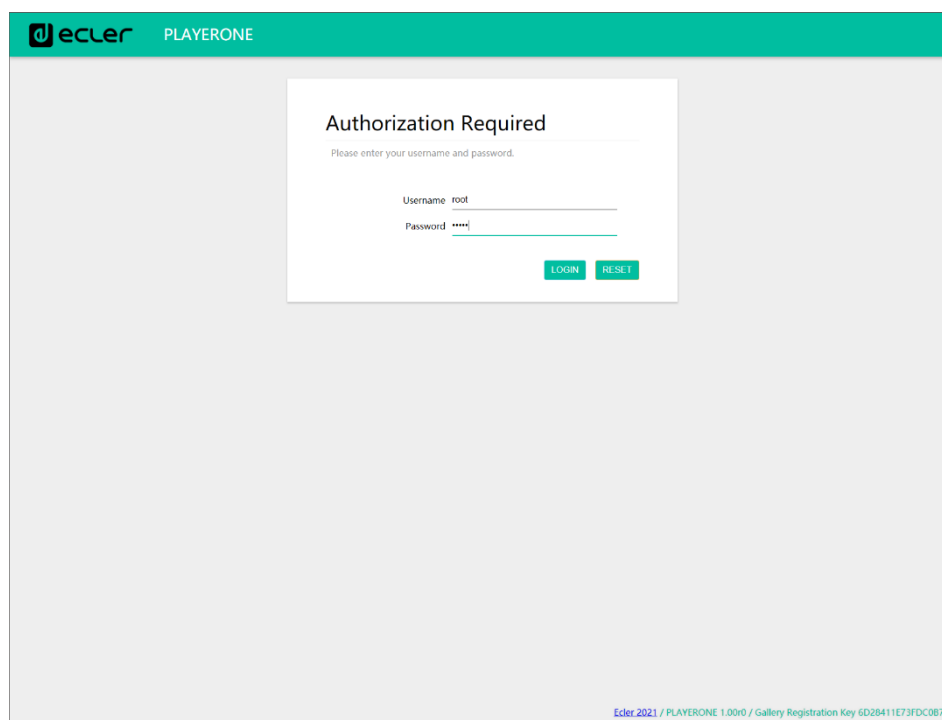 ecler PLAYERONE
Authorization Required
Please enter your username and password.
Username root
Password •••••
LOGIN RESET
Ecler 2021 / PLAYERONE 1.00r0 / Gallery Registration Key 6D28411E73FDC0B7